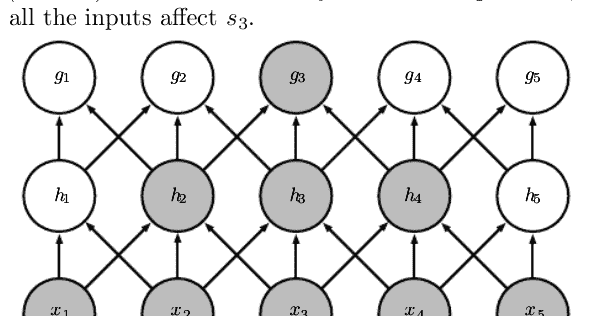 all the inputs affect s₃.
g₁ g₂ g₃ g₄ g₅
h₁ h₂ h₃ h₄ h₅
x₁ x₂ x₃ x₄ x₅